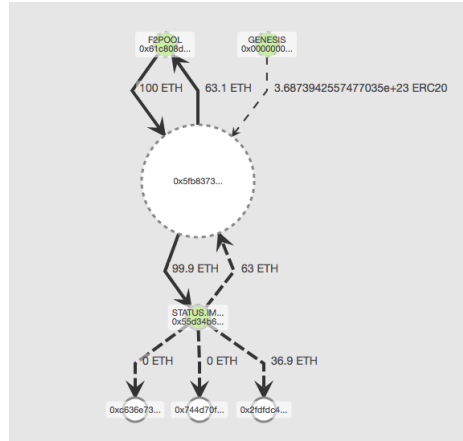 F2POOL
0x61c808d...
GENESIS
0x0000000...
100 ETH
63.1 ETH
3.6873942557477035e+23 ERC20
0x5fb8373...
99.9 ETH
63 ETH
STATUS.IM...
0x55d34b6...
0 ETH
0 ETH
36.9 ETH
0xc636e73...
0x744d70f...
0x2fdfdc4...